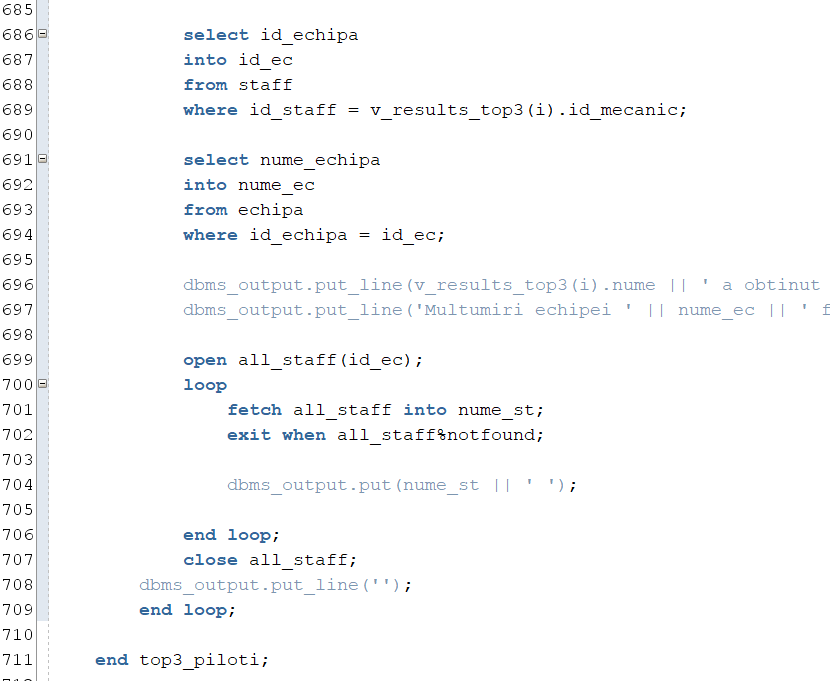 685
686 select id_echipa
687 into id_ec
688 from staff
689 where id_staff = v_results_top3(i).id_mecanic;
690
691 select nume_echipa
692 into nume_ec
693 from echipa
694 where id_echipa = id_ec;
695
696 dbms_output.put_line(v_results_top3(i).nume || ' a obtinut
697 dbms_output.put_line('Multumiri echipei ' || nume_ec || ' f
698
699 open all_staff(id_ec);
700 loop
701 fetch all_staff into nume_st;
702 exit when all_staff%notfound;
703
704 dbms_output.put(nume_st || ' ');
705
706 end loop;
707 close all_staff;
708 dbms_output.put_line('');
709 end loop;
710
711 end top3_piloti;